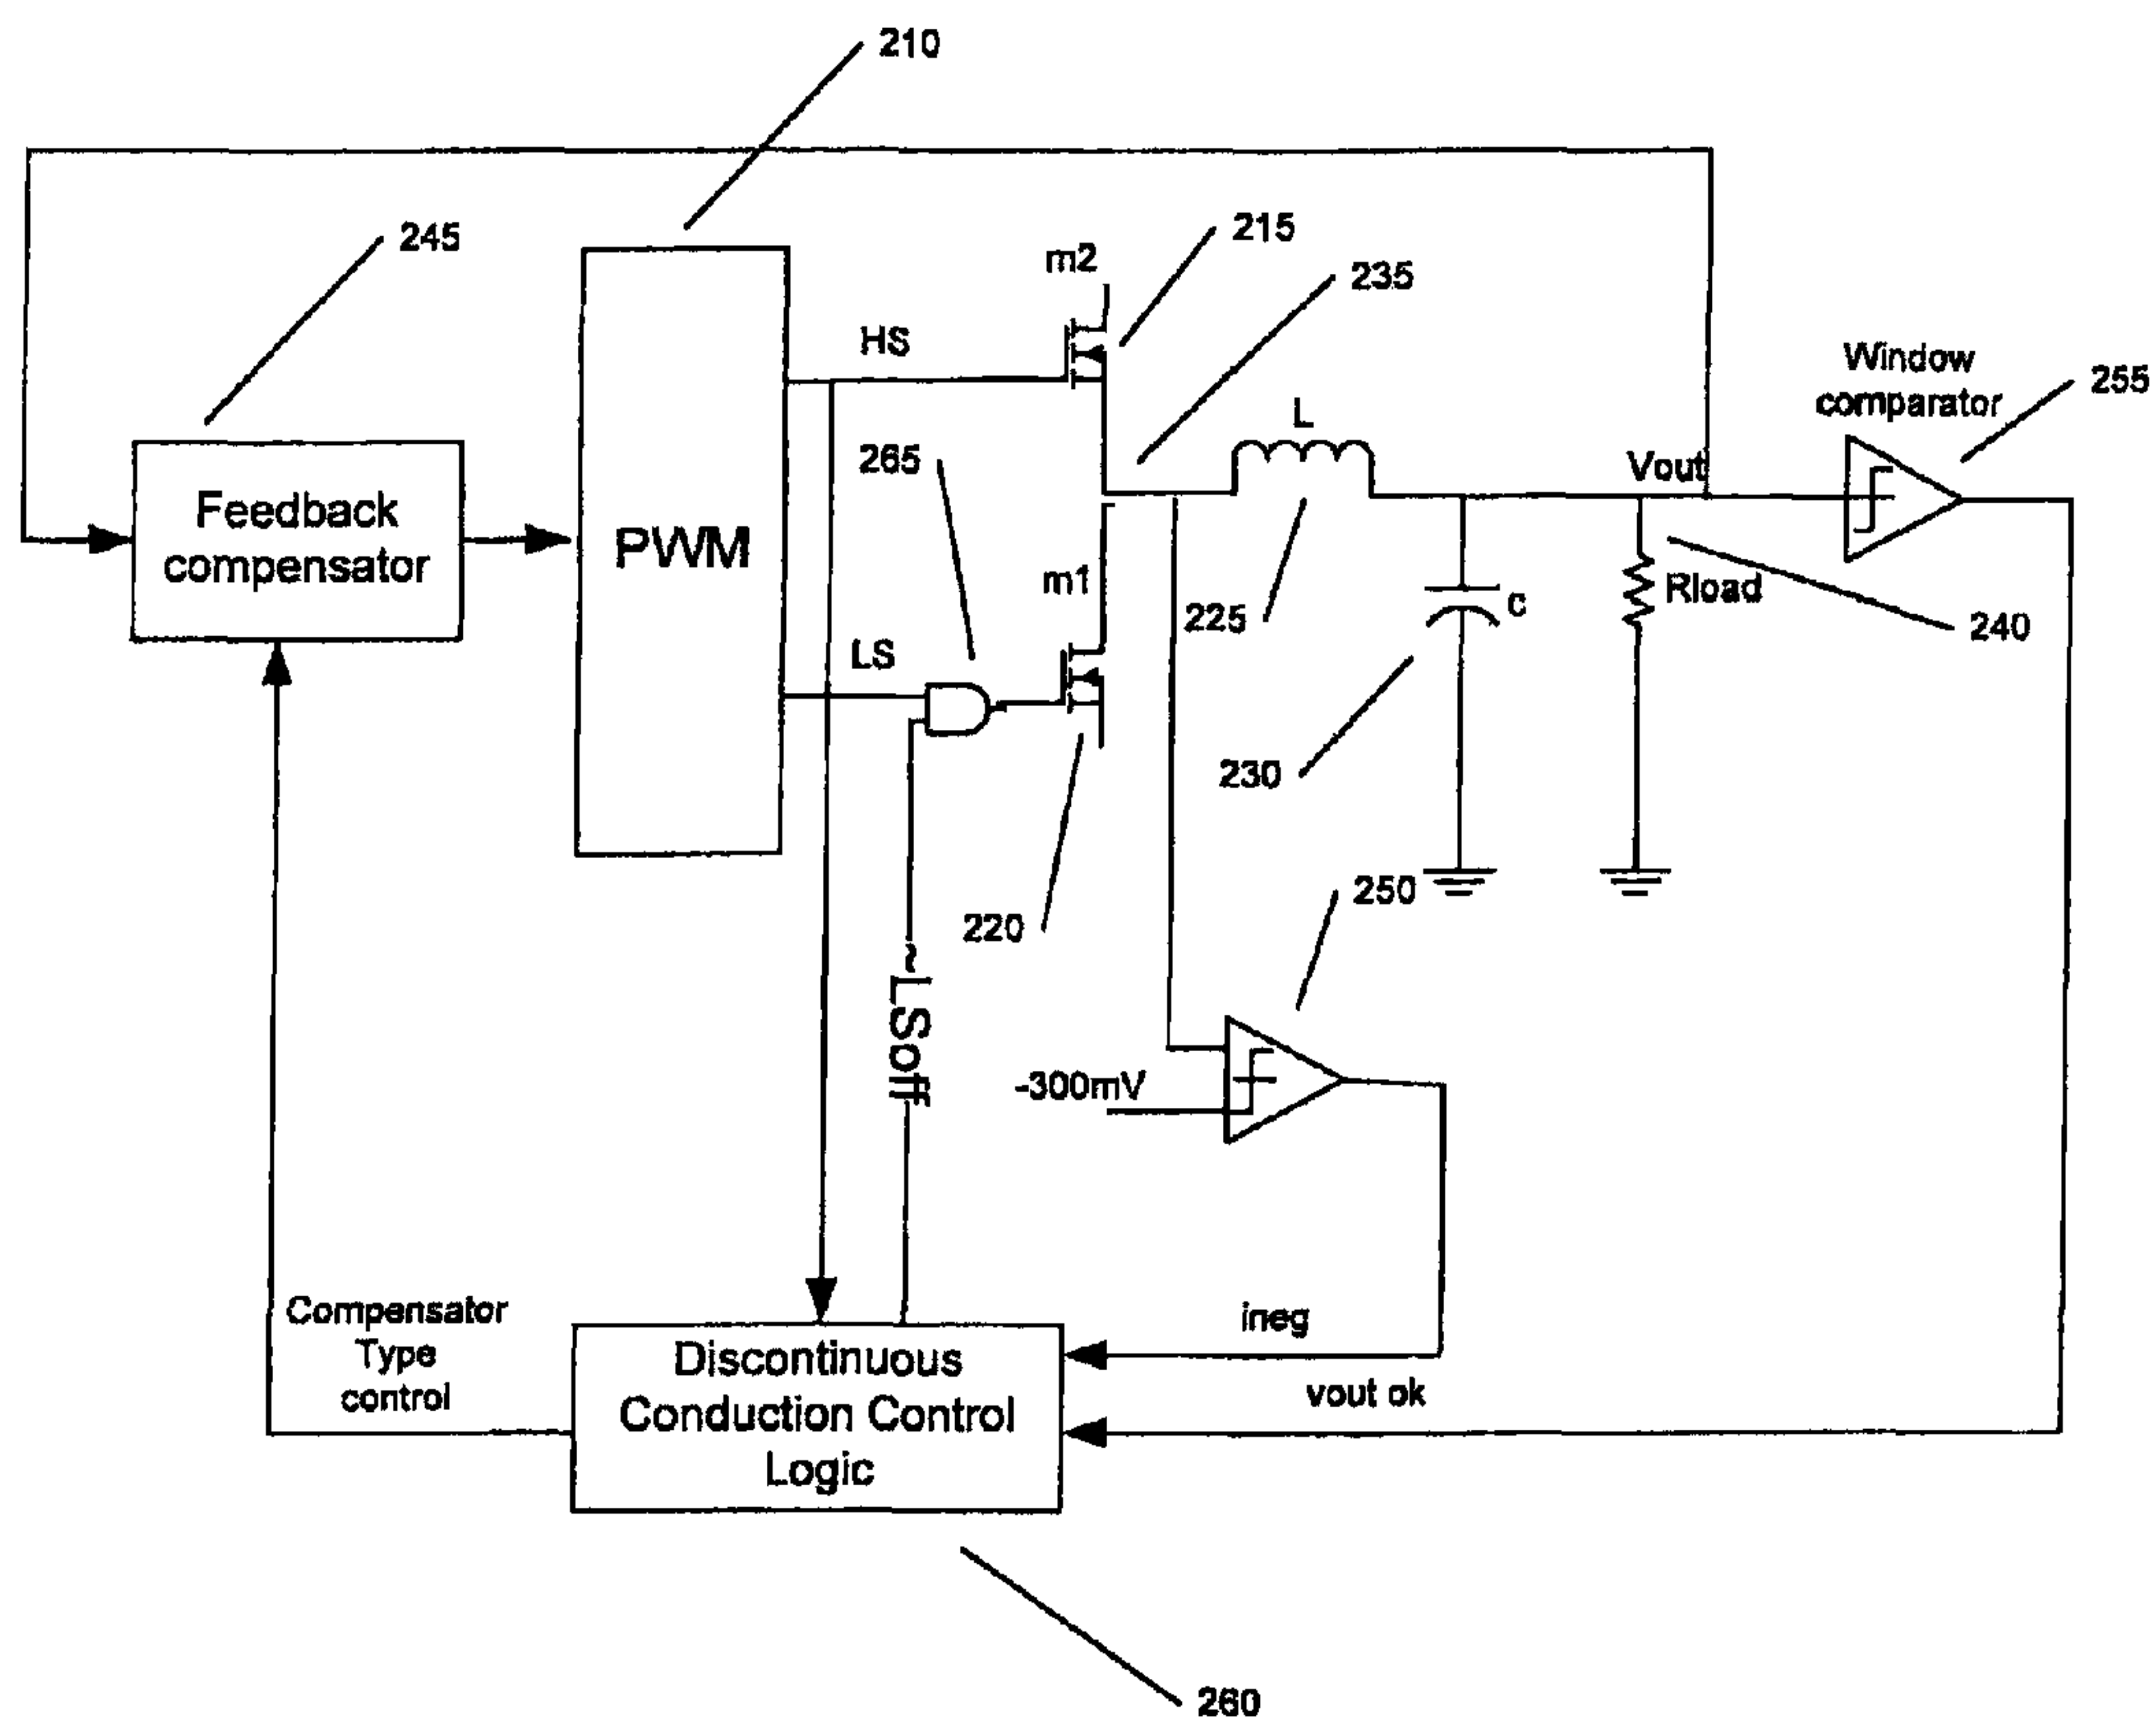 210
245
215
m2
235
HS
Window
comparator
255
L
265
Vout
Feedback
compensator
PWM
m1
Rload
C
225
240
LS
230
250
220
~LSoff
-300mV
Compensator
Type
control
ineg
Discontinuous
Conduction Control
Logic
vout ok
260